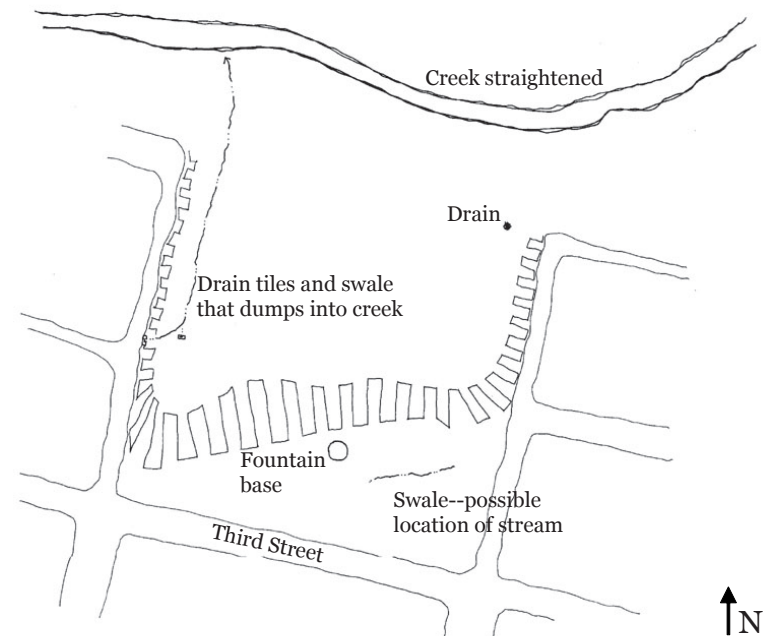 Creek straightened
Drain
Drain tiles and swale
that dumps into creek
Fountain
base
Swale--possible
location of stream
Third Street
N